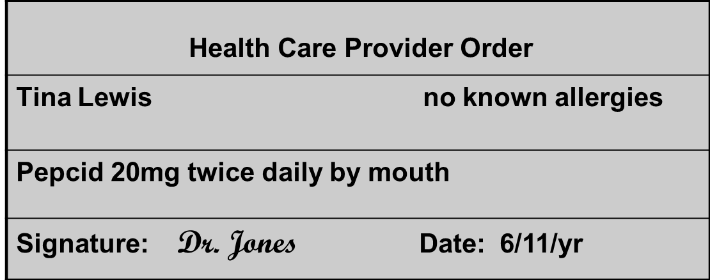 Health Care Provider Order
Tina Lewis no known allergies
Pepcid 20mg twice daily by mouth
Signature: Dr. Jones Date: 6/11/yr